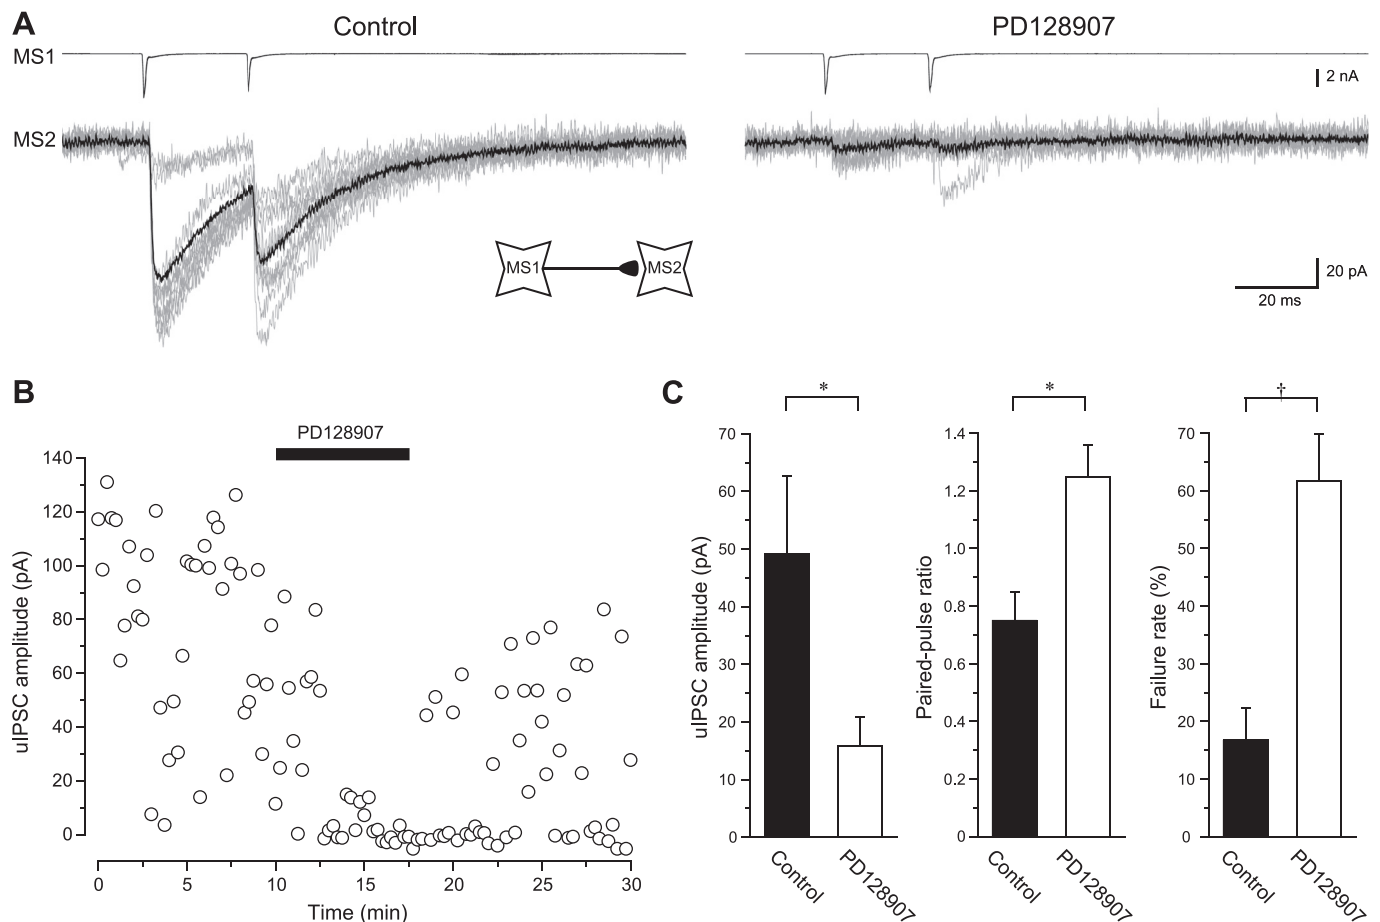 A
Control
PD128907
MS1
2 nA
MS2
MS1
MS2
20 pA
20 ms
B
PD128907
140
120
100
80
60
40
20
0
uIPSC amplitude (pA)
0
5
10
15
20
25
30
Time (min)
C
*
70
60
50
40
30
20
10
0
uIPSC amplitude (pA)
Control
PD128907
*
1.4
1.2
1.0
0.8
0.6
0.4
0.2
0
Paired-pulse ratio
Control
PD128907
†
70
60
50
40
30
20
10
0
Failure rate (%)
Control
PD128907